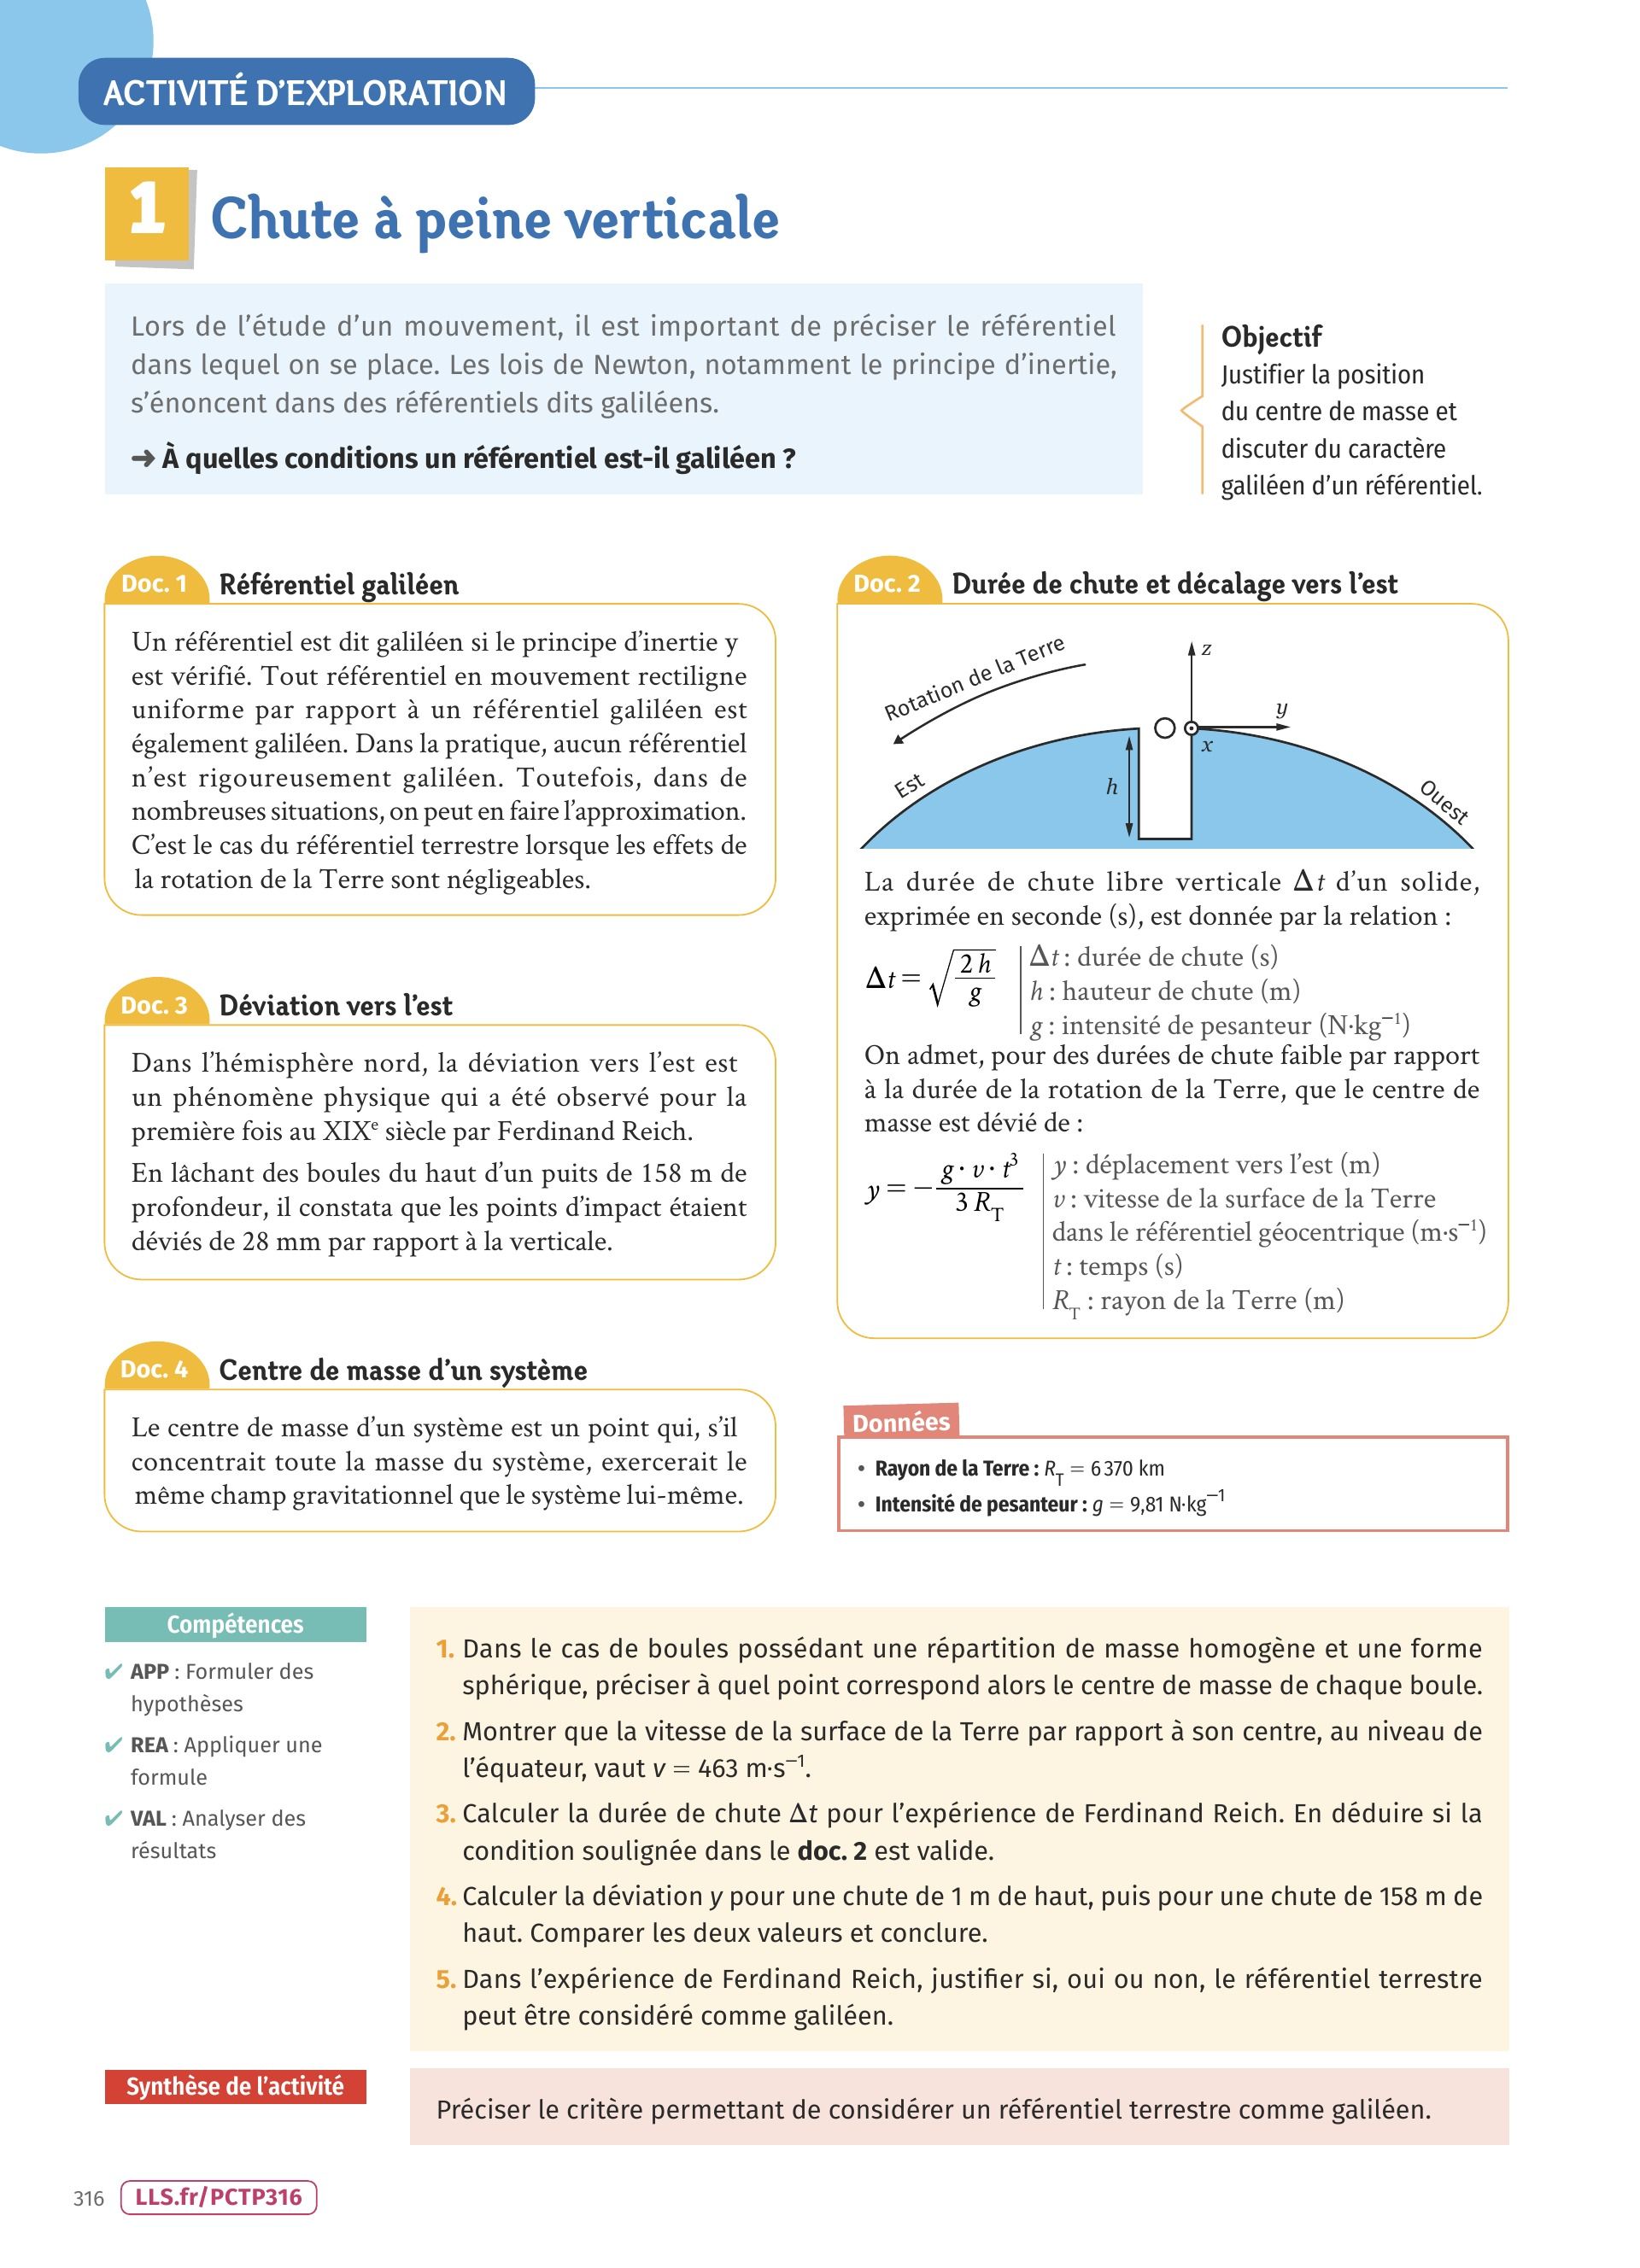 ACTIVITÉ D'EXPLORATION
1 Chute à peine verticale
Lors de l'étude d'un mouvement, il est important de préciser le référentiel
dans lequel on se place. Les lois de Newton, notamment le principe d'inertie,
s'énoncent dans des référentiels dits galiléens.
➜ À quelles conditions un référentiel est-il galiléen ?
Objectif
Justifier la position
du centre de masse et
discuter du caractère
galiléen d'un référentiel.
Doc. 1 Référentiel galiléen
Un référentiel est dit galiléen si le principe d'inertie y
est vérifié. Tout référentiel en mouvement rectiligne
uniforme par rapport à un référentiel galiléen est
également galiléen. Dans la pratique, aucun référentiel
n'est rigoureusement galiléen. Toutefois, dans de
nombreuses situations, on peut en faire l'approximation.
C'est le cas du référentiel terrestre lorsque les effets de
la rotation de la Terre sont négligeables.
Doc. 3 Déviation vers l'est
Dans l'hémisphère nord, la déviation vers l'est est
un phénomène physique qui a été observé pour la
première fois au XIXe siècle par Ferdinand Reich.
En lâchant des boules du haut d'un puits de 158 m de
profondeur, il constata que les points d'impact étaient
déviés de 28 mm par rapport à la verticale.
Doc. 4 Centre de masse d'un système
Le centre de masse d'un système est un point qui, s'il
concentrait toute la masse du système, exercerait le
même champ gravitationnel que le système lui-même.
Doc. 2 Durée de chute et décalage vers l'est
Rotation de la Terre
z
y
x
h
Est
Ouest
La durée de chute libre verticale Δt d'un solide,
exprimée en seconde (s), est donnée par la relation :
Δt = √(2 h / g)
Δt : durée de chute (s)
h : hauteur de chute (m)
g : intensité de pesanteur (N·kg⁻¹)
On admet, pour des durées de chute faible par rapport
à la durée de la rotation de la Terre, que le centre de
masse est dévié de :
y = − g · v · t³ / 3 R_T
y : déplacement vers l'est (m)
v : vitesse de la surface de la Terre
dans le référentiel géocentrique (m·s⁻¹)
t : temps (s)
R_T : rayon de la Terre (m)
Données
• Rayon de la Terre : R_T = 6 370 km
• Intensité de pesanteur : g = 9,81 N·kg⁻¹
Compétences
✔ APP : Formuler des
hypothèses
✔ REA : Appliquer une
formule
✔ VAL : Analyser des
résultats
1. Dans le cas de boules possédant une répartition de masse homogène et une forme
sphérique, préciser à quel point correspond alors le centre de masse de chaque boule.
2. Montrer que la vitesse de la surface de la Terre par rapport à son centre, au niveau de
l'équateur, vaut v = 463 m·s⁻¹.
3. Calculer la durée de chute Δt pour l'expérience de Ferdinand Reich. En déduire si la
condition soulignée dans le doc. 2 est valide.
4. Calculer la déviation y pour une chute de 1 m de haut, puis pour une chute de 158 m de
haut. Comparer les deux valeurs et conclure.
5. Dans l'expérience de Ferdinand Reich, justifier si, oui ou non, le référentiel terrestre
peut être considéré comme galiléen.
Synthèse de l'activité
Préciser le critère permettant de considérer un référentiel terrestre comme galiléen.
316 LLS.fr/PCTP316